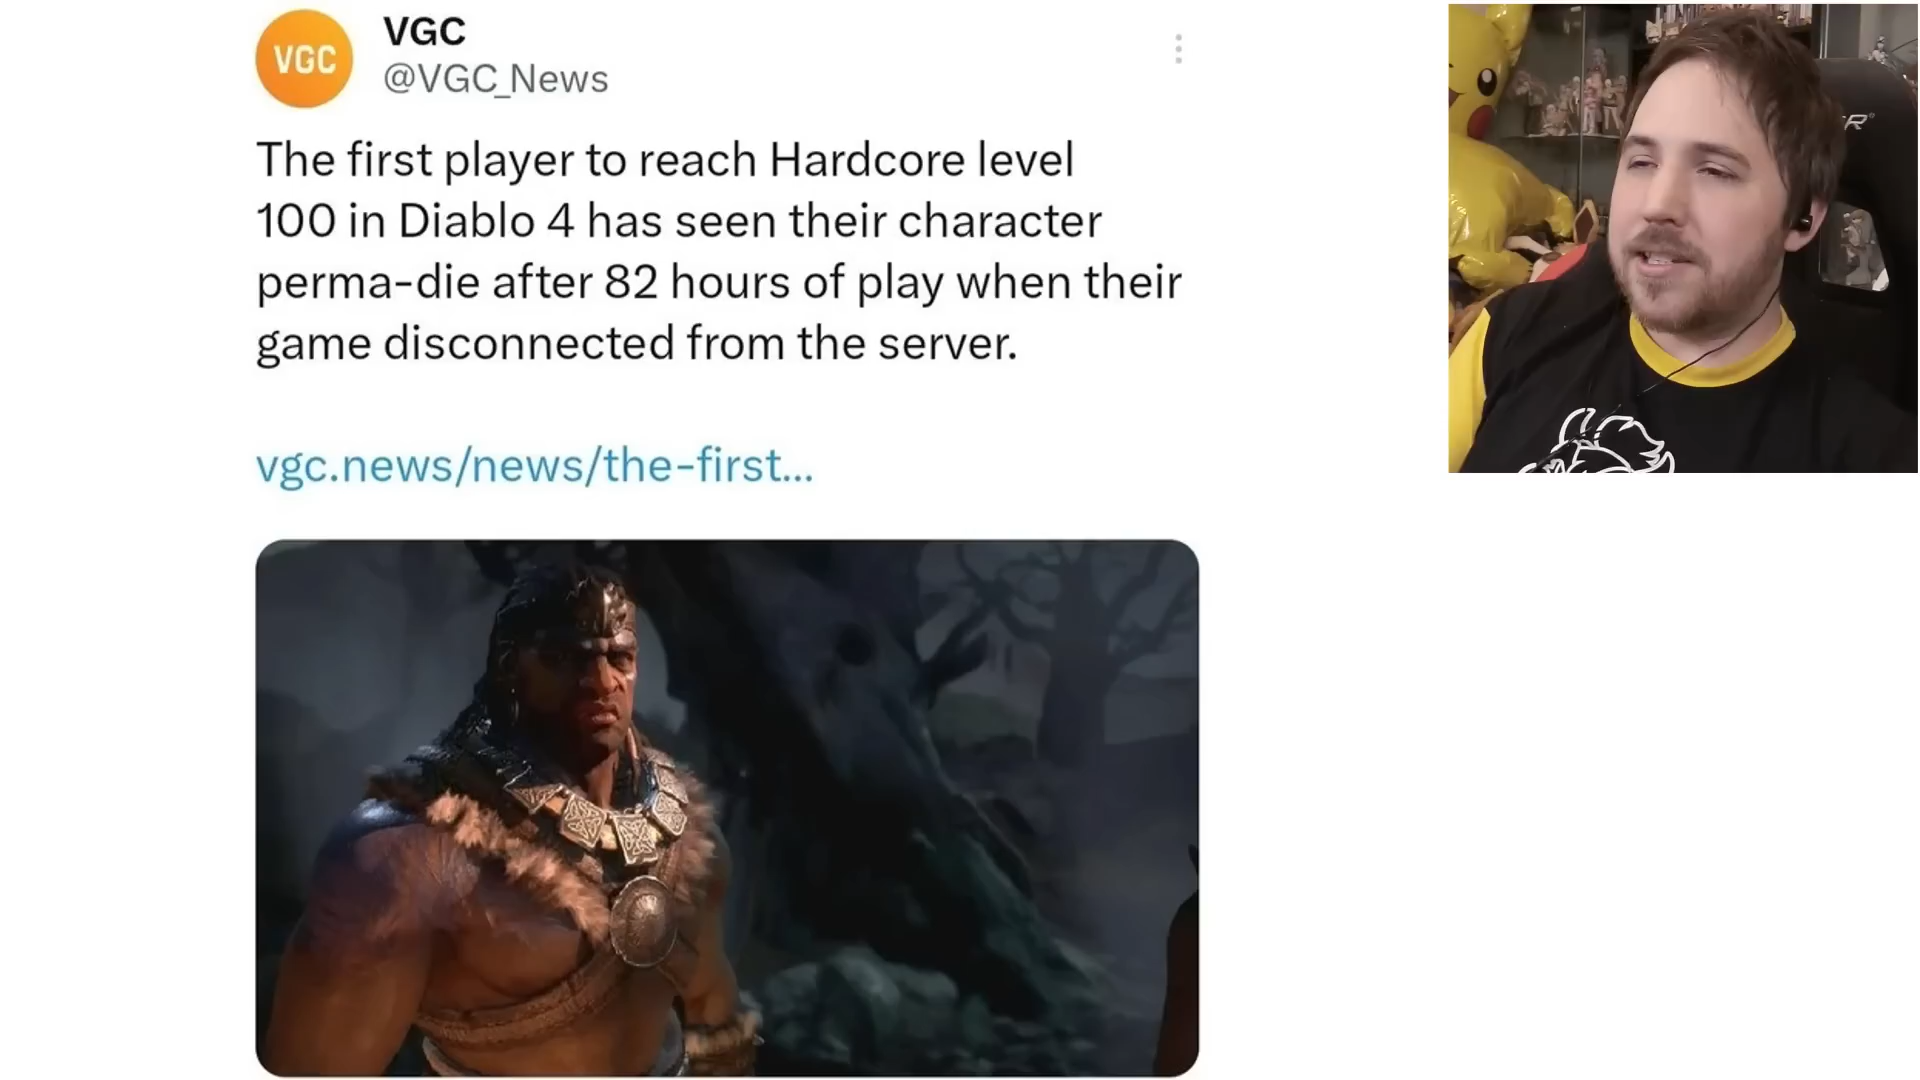 VGC
VGC
@VGC_News
The first player to reach Hardcore level
100 in Diablo 4 has seen their character
perma-die after 82 hours of play when their
game disconnected from the server.
vgc.news/news/the-first...